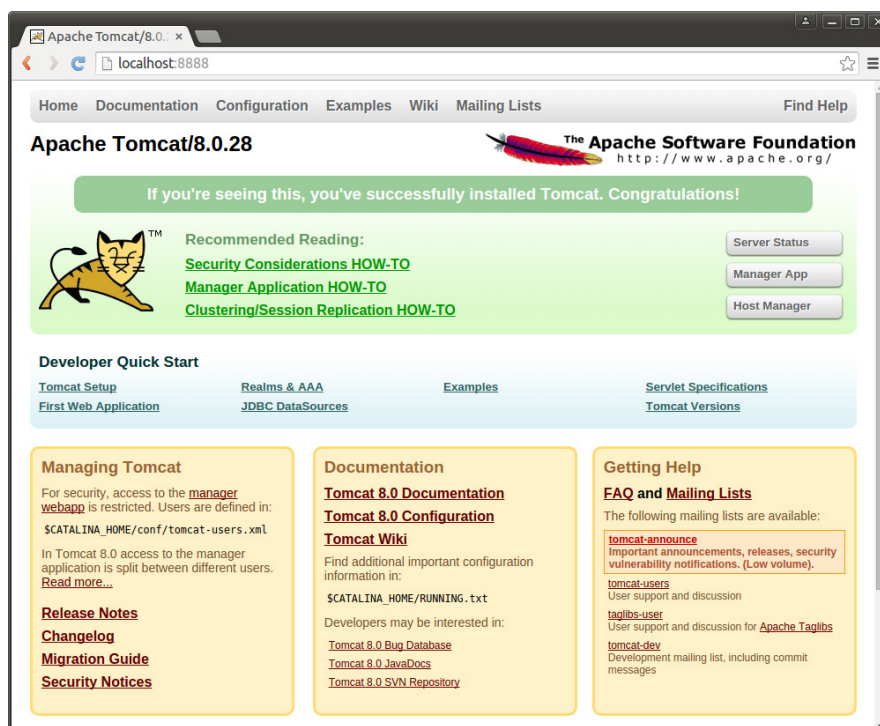 Apache Tomcat/8.0.
localhost:8888
Home Documentation Configuration Examples Wiki Mailing Lists Find Help
Apache Tomcat/8.0.28
The Apache Software Foundation
http://www.apache.org/
If you're seeing this, you've successfully installed Tomcat. Congratulations!
TM
Recommended Reading:
Security Considerations HOW-TO
Manager Application HOW-TO
Clustering/Session Replication HOW-TO
Server Status
Manager App
Host Manager
Developer Quick Start
Tomcat Setup
First Web Application
Realms & AAA
JDBC DataSources
Examples
Servlet Specifications
Tomcat Versions
Managing Tomcat
For security, access to the manager
webapp is restricted. Users are defined in:
$CATALINA_HOME/conf/tomcat-users.xml
In Tomcat 8.0 access to the manager
application is split between different users.
Read more...
Release Notes
Changelog
Migration Guide
Security Notices
Documentation
Tomcat 8.0 Documentation
Tomcat 8.0 Configuration
Tomcat Wiki
Find additional important configuration
information in:
$CATALINA_HOME/RUNNING.txt
Developers may be interested in:
Tomcat 8.0 Bug Database
Tomcat 8.0 JavaDocs
Tomcat 8.0 SVN Repository
Getting Help
FAQ and Mailing Lists
The following mailing lists are available:
tomcat-announce
Important announcements, releases, security
vulnerability notifications. (Low volume).
tomcat-users
User support and discussion
taglibs-user
User support and discussion for Apache Taglibs
tomcat-dev
Development mailing list, including commit
messages